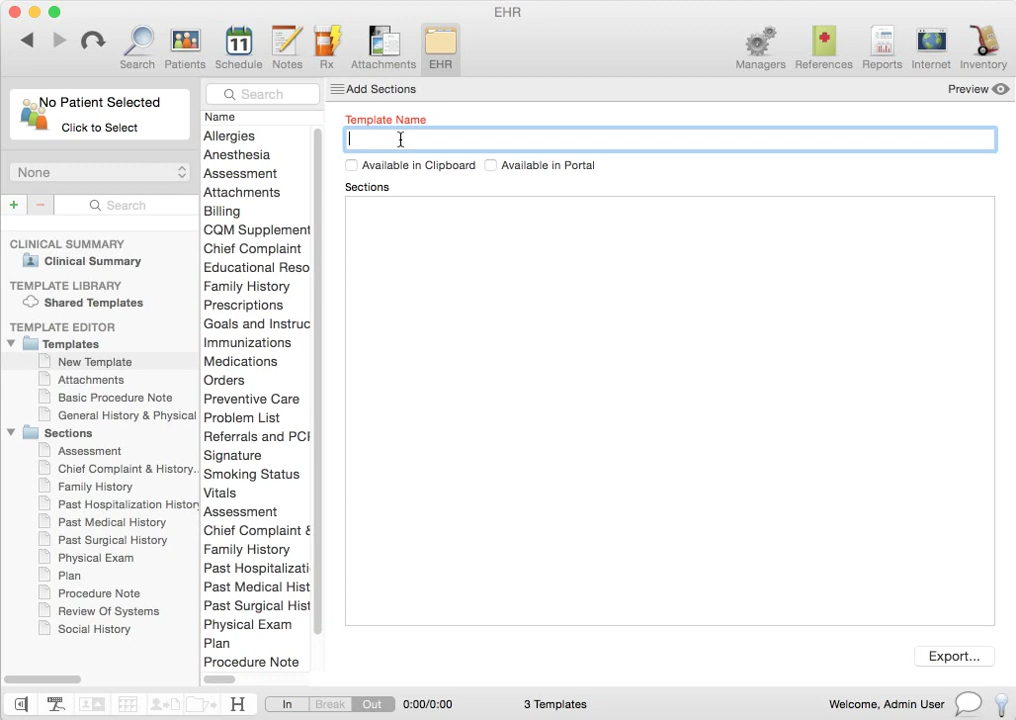 EHR
Search
Patients
11
Schedule
Notes
Rx
Attachments
EHR
Managers
References
Reports
Internet
Inventory
No Patient Selected
Click to Select
None
+
−
Search
CLINICAL SUMMARY
Clinical Summary
TEMPLATE LIBRARY
Shared Templates
TEMPLATE EDITOR
Templates
New Template
Attachments
Basic Procedure Note
General History & Physical
Sections
Assessment
Chief Complaint & History...
Family History
Past Hospitalization History
Past Medical History
Past Surgical History
Physical Exam
Plan
Procedure Note
Review Of Systems
Social History
Search
Name
Allergies
Anesthesia
Assessment
Attachments
Billing
CQM Supplement
Chief Complaint
Educational Reso
Family History
Prescriptions
Goals and Instruc
Immunizations
Medications
Orders
Preventive Care
Problem List
Referrals and PCF
Signature
Smoking Status
Vitals
Assessment
Chief Complaint &
Family History
Past Hospitalizati
Past Medical Hist
Past Surgical Hist
Physical Exam
Plan
Procedure Note
Add Sections
Preview
Template Name
Available in Clipboard
Available in Portal
Sections
Export...
H
In
Break
Out
0:00/0:00
3 Templates
Welcome, Admin User